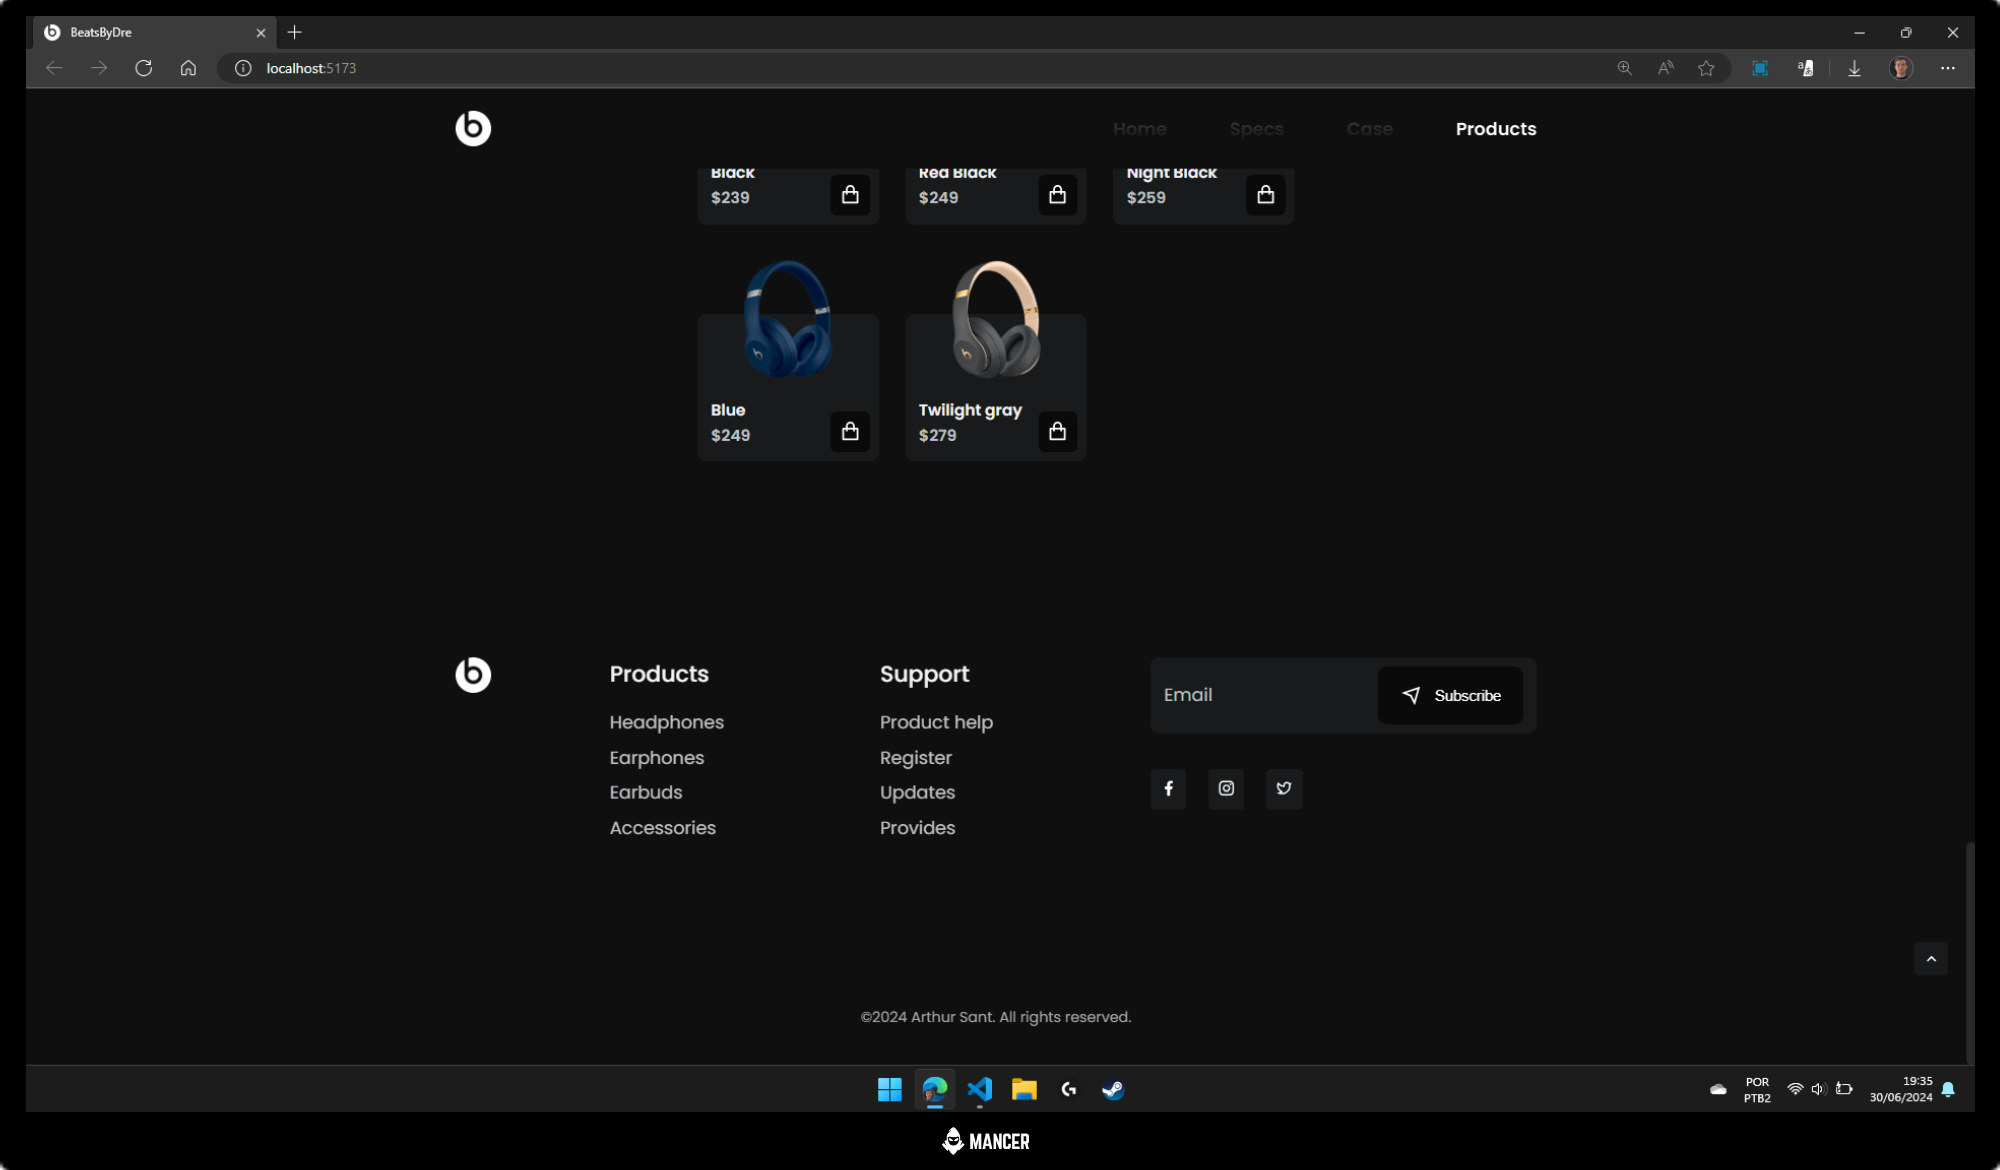 BeatsByDre
localhost:5173
Home Specs Case Products
Black
$239
Red Black
$249
Night Black
$259
Blue
$249
Twilight gray
$279
Products
Headphones
Earphones
Earbuds
Accessories
Support
Product help
Register
Updates
Provides
Email
Subscribe
©2024 Arthur Sant. All rights reserved.
POR
PTB2
19:35
30/06/2024
MANCER